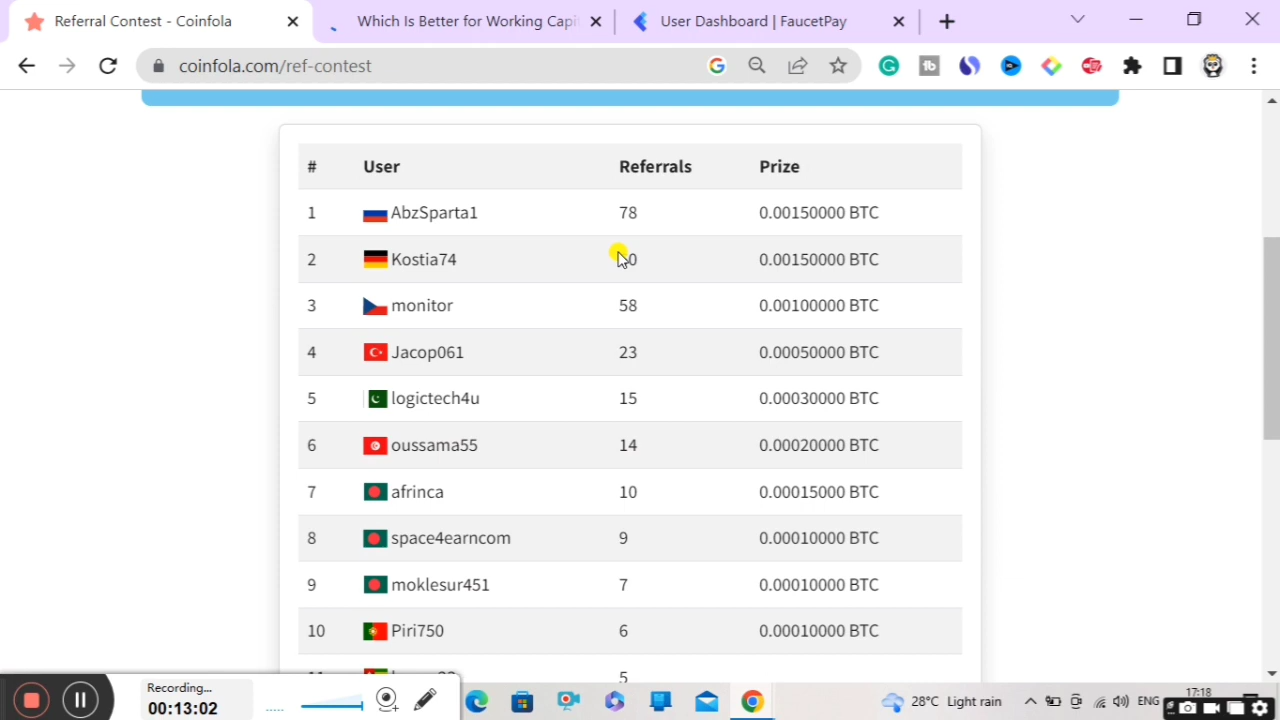 Referral Contest - Coinfola
Which Is Better for Working Capi
User Dashboard | FaucetPay
coinfola.com/ref-contest
# User Referrals Prize
1 AbzSparta1 78 0.00150000 BTC
2 Kostia74 0 0.00150000 BTC
3 monitor 58 0.00100000 BTC
4 Jacop061 23 0.00050000 BTC
5 logictech4u 15 0.00030000 BTC
6 oussama55 14 0.00020000 BTC
7 afrinca 10 0.00015000 BTC
8 space4earncom 9 0.00010000 BTC
9 moklesur451 7 0.00010000 BTC
10 Piri750 6 0.00010000 BTC
5
Recording...
00:13:02
28°C Light rain
ENG
17:18